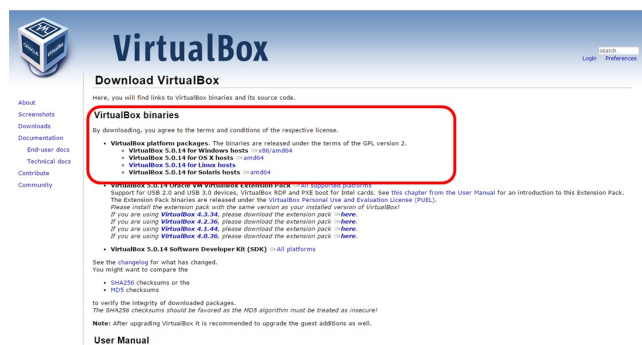 VirtualBox
search...
Login Preferences
Download VirtualBox
Here, you will find links to VirtualBox binaries and its source code.
About
Screenshots
Downloads
Documentation
End-user docs
Technical docs
Contribute
Community
VirtualBox binaries
By downloading, you agree to the terms and conditions of the respective license.
• VirtualBox platform packages. The binaries are released under the terms of the GPL version 2.
VirtualBox 5.0.14 for Windows hosts x86/amd64
VirtualBox 5.0.14 for OS X hosts amd64
VirtualBox 5.0.14 for Linux hosts
VirtualBox 5.0.14 for Solaris hosts amd64
• VirtualBox 5.0.14 Oracle VM VirtualBox Extension Pack All supported platforms
Support for USB 2.0 and USB 3.0 devices, VirtualBox RDP and PXE boot for Intel cards. See this chapter from the User Manual for an introduction to this Extension Pack.
The Extension Pack binaries are released under the VirtualBox Personal Use and Evaluation License (PUEL).
Please install the extension pack with the same version as your installed version of VirtualBox!
If you are using VirtualBox 4.3.34, please download the extension pack here.
If you are using VirtualBox 4.2.36, please download the extension pack here.
If you are using VirtualBox 4.1.44, please download the extension pack here.
If you are using VirtualBox 4.0.36, please download the extension pack here.
• VirtualBox 5.0.14 Software Developer Kit (SDK) All platforms
See the changelog for what has changed.
You might want to compare the
• SHA256 checksums or the
• MD5 checksums
to verify the integrity of downloaded packages.
The SHA256 checksums should be favored as the MD5 algorithm must be treated as insecure!
Note: After upgrading VirtualBox it is recommended to upgrade the guest additions as well.
User Manual